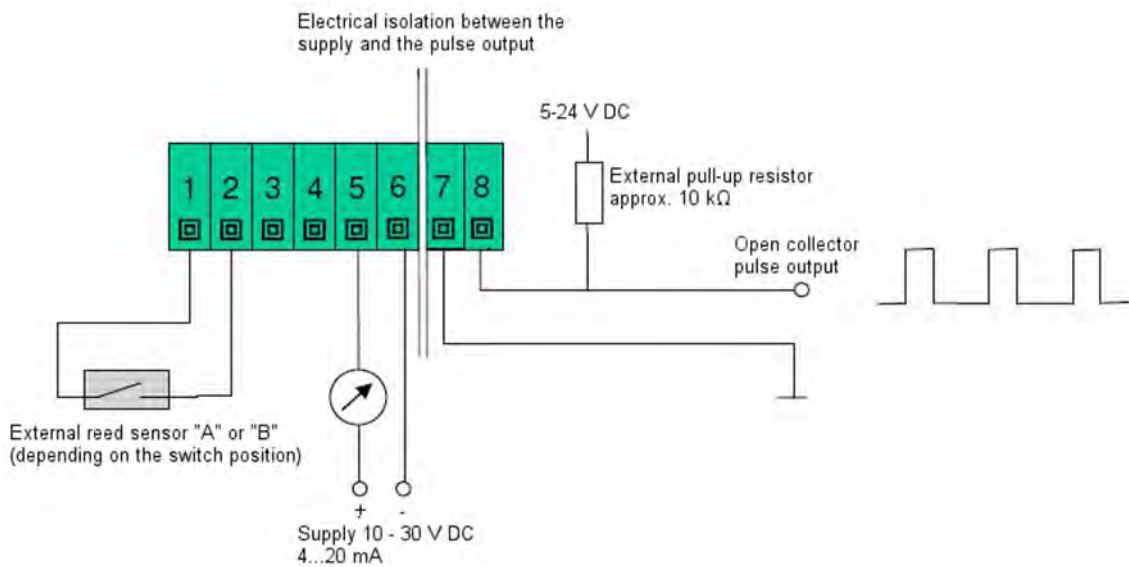 Electrical isolation between the
supply and the pulse output
5-24 V DC
External pull-up resistor
approx. 10 kΩ
1 2 3 4 5 6 7 8
Open collector
pulse output
External reed sensor "A" or "B"
(depending on the switch position)
+ -
Supply 10 - 30 V DC
4...20 mA